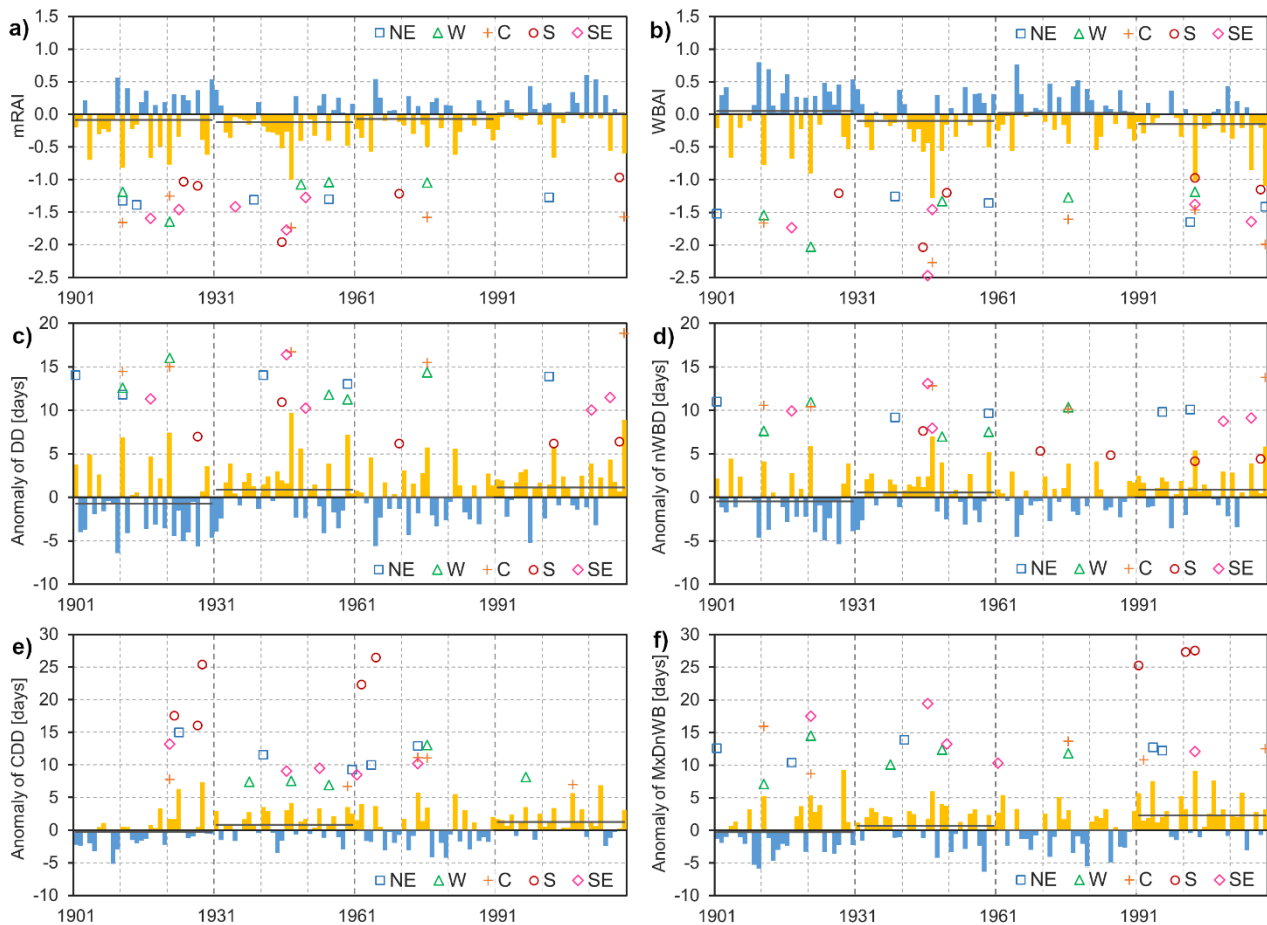 a)
mRAI
NE W C S SE
1.5
1.0
0.5
0.0
-0.5
-1.0
-1.5
-2.0
-2.5
1901 1931 1961 1991
b)
WBAI
NE W C S SE
1.5
1.0
0.5
0.0
-0.5
-1.0
-1.5
-2.0
-2.5
1901 1931 1961 1991
c)
Anomaly of DD [days]
20
15
10
5
0
-5
-10
NE W C S SE
1901 1931 1961 1991
d)
Anomaly of nWBD [days]
20
15
10
5
0
-5
-10
NE W C S SE
1901 1931 1961 1991
e)
Anomaly of CDD [days]
30
25
20
15
10
5
0
-5
-10
NE W C S SE
1901 1931 1961 1991
f)
Anomaly of MxDnWB [days]
30
25
20
15
10
5
0
-5
-10
NE W C S SE
1901 1931 1961 1991